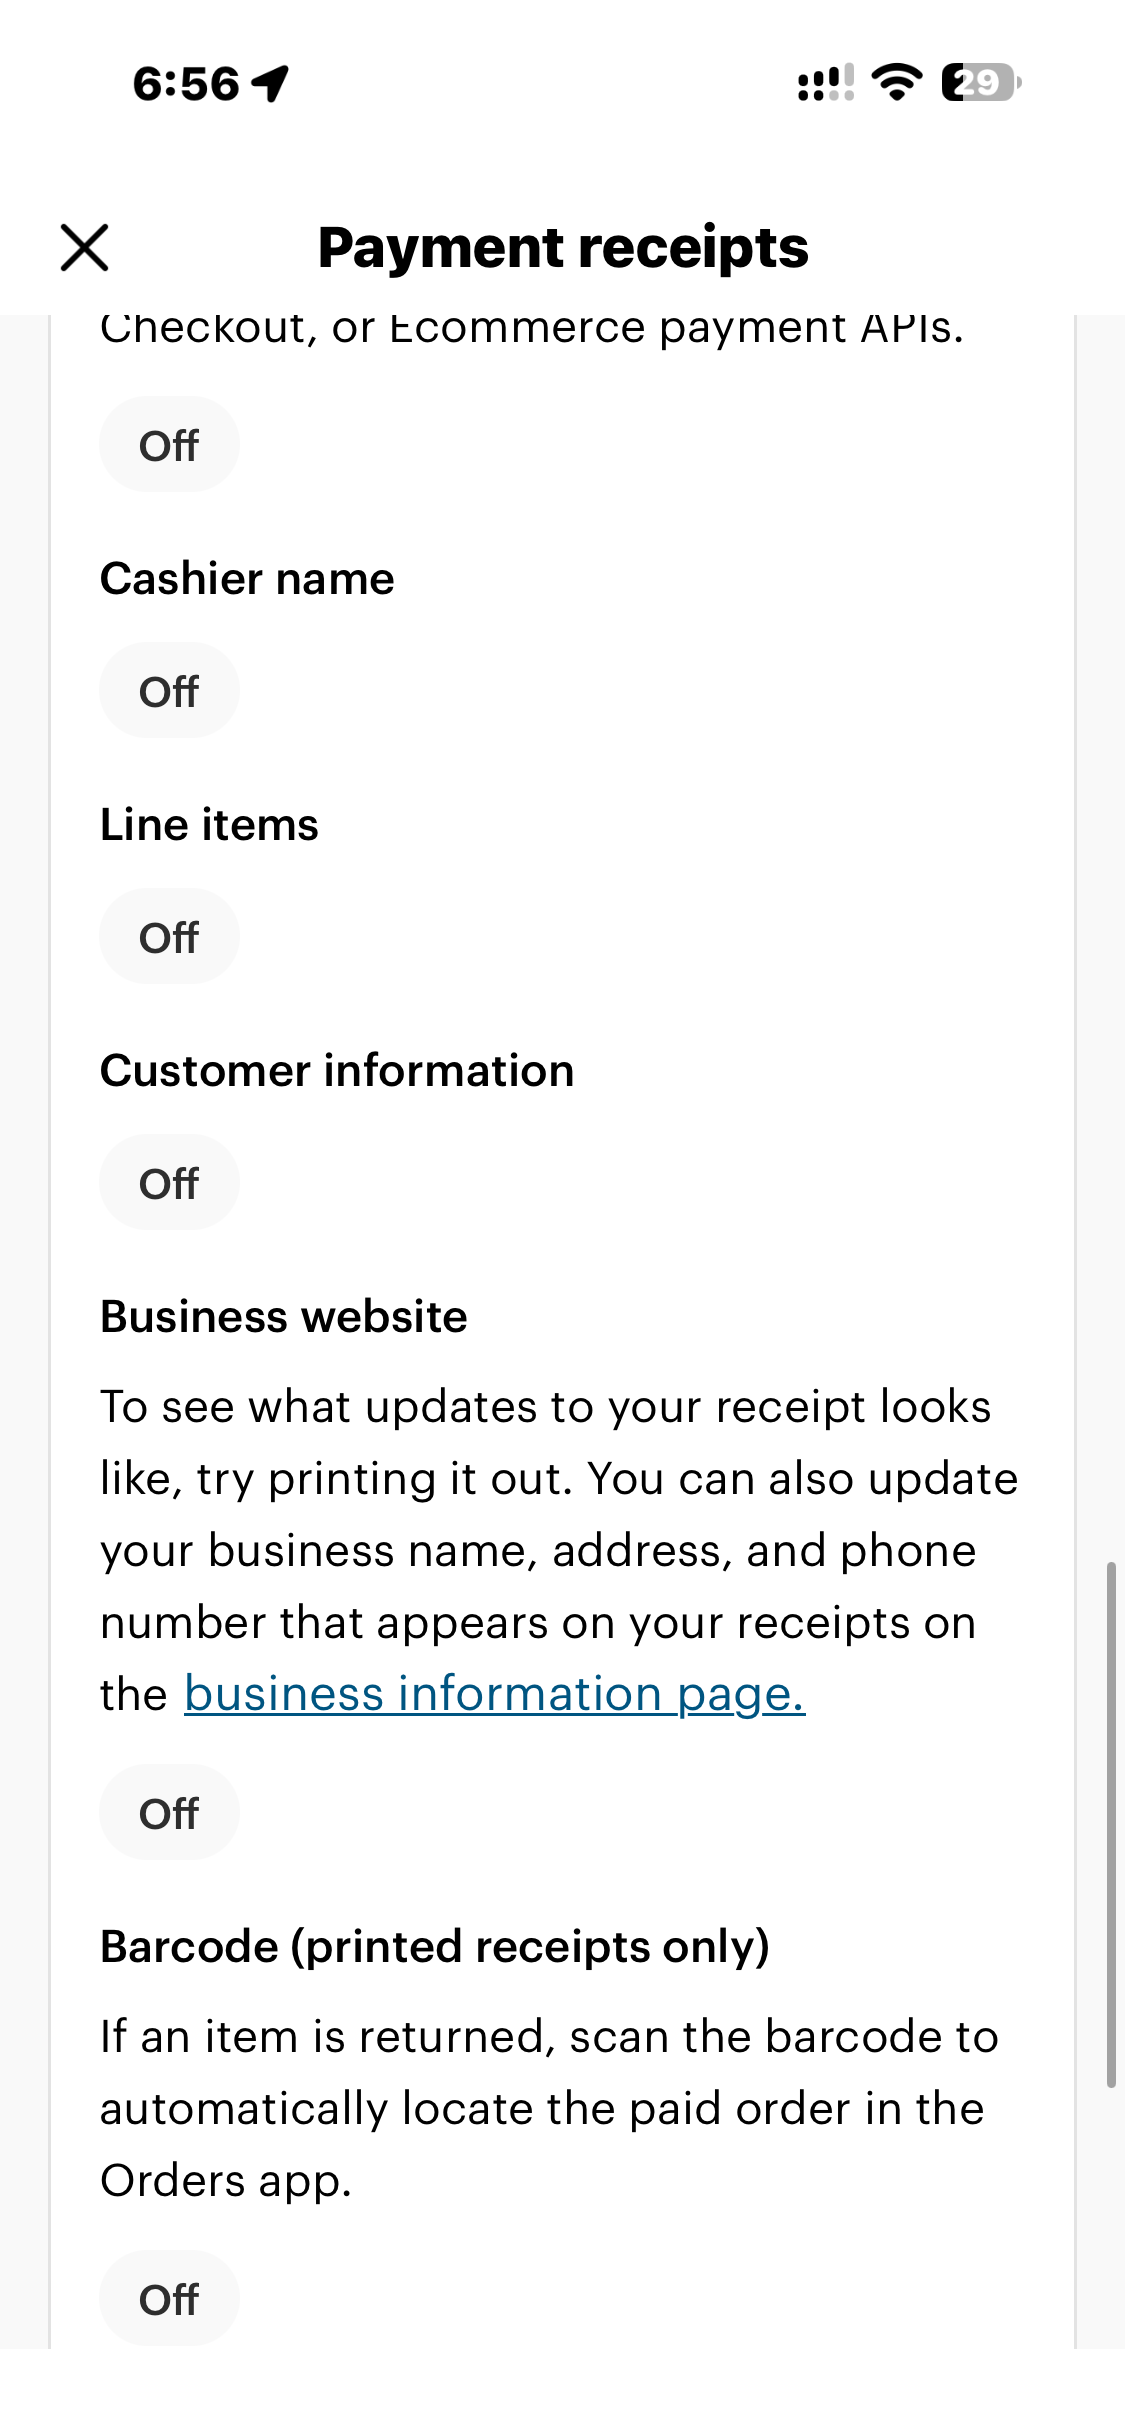 6:56
29
Payment receipts
Checkout, or Ecommerce payment APIs.
Off
Cashier name
Off
Line items
Off
Customer information
Off
Business website
To see what updates to your receipt looks
like, try printing it out. You can also update
your business name, address, and phone
number that appears on your receipts on
the business information page.
Off
Barcode (printed receipts only)
If an item is returned, scan the barcode to
automatically locate the paid order in the
Orders app.
Off